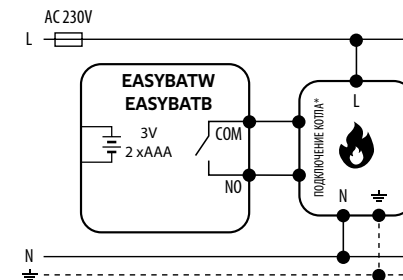 AC 230V
L
EASYBATW
EASYBATB
3V
2 xAAA
COM
NO
ПОДКЛЮЧЕНИЕ КОТЛА*
L
N
N